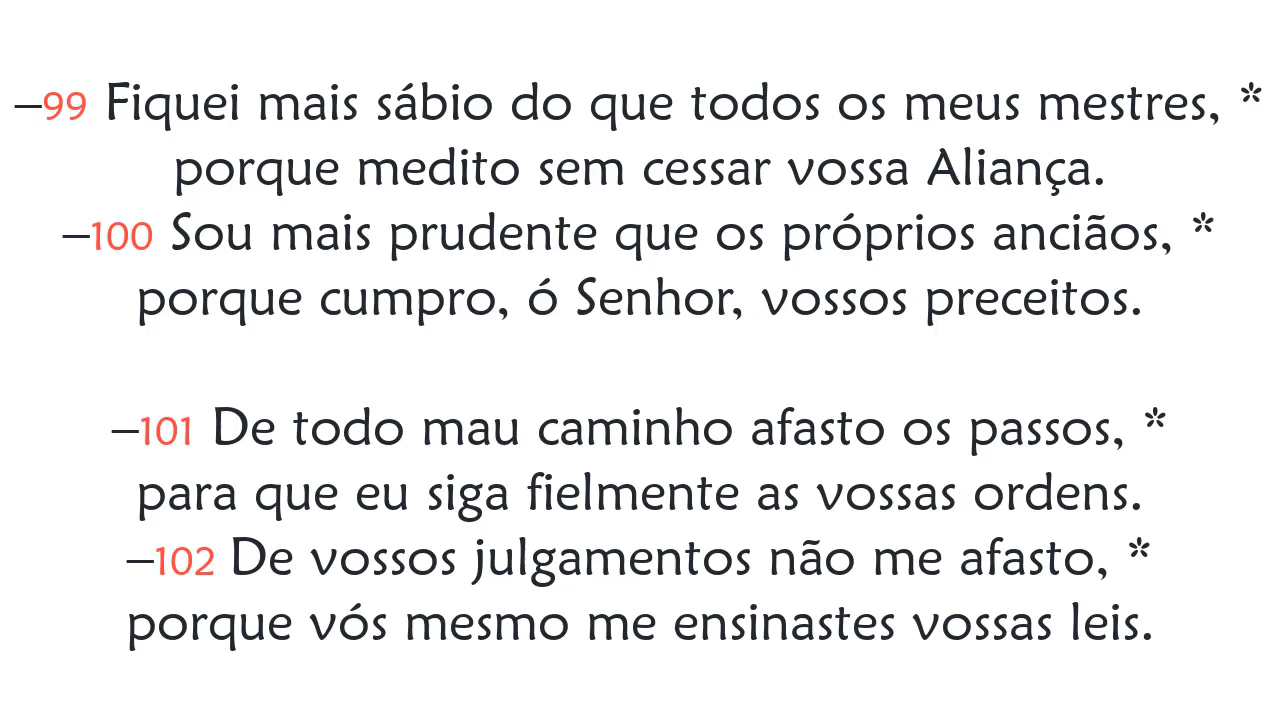 –99 Fiquei mais sábio do que todos os meus mestres, *
porque medito sem cessar vossa Aliança.
–100 Sou mais prudente que os próprios anciãos, *
porque cumpro, ó Senhor, vossos preceitos.
–101 De todo mau caminho afasto os passos, *
para que eu siga fielmente as vossas ordens.
–102 De vossos julgamentos não me afasto, *
porque vós mesmo me ensinastes vossas leis.